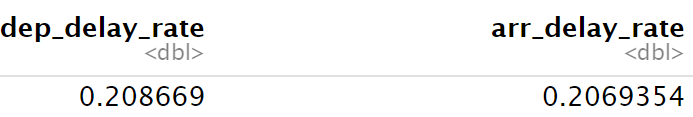 dep_delay_rate arr_delay_rate
<dbl> <dbl>
0.208669 0.2069354